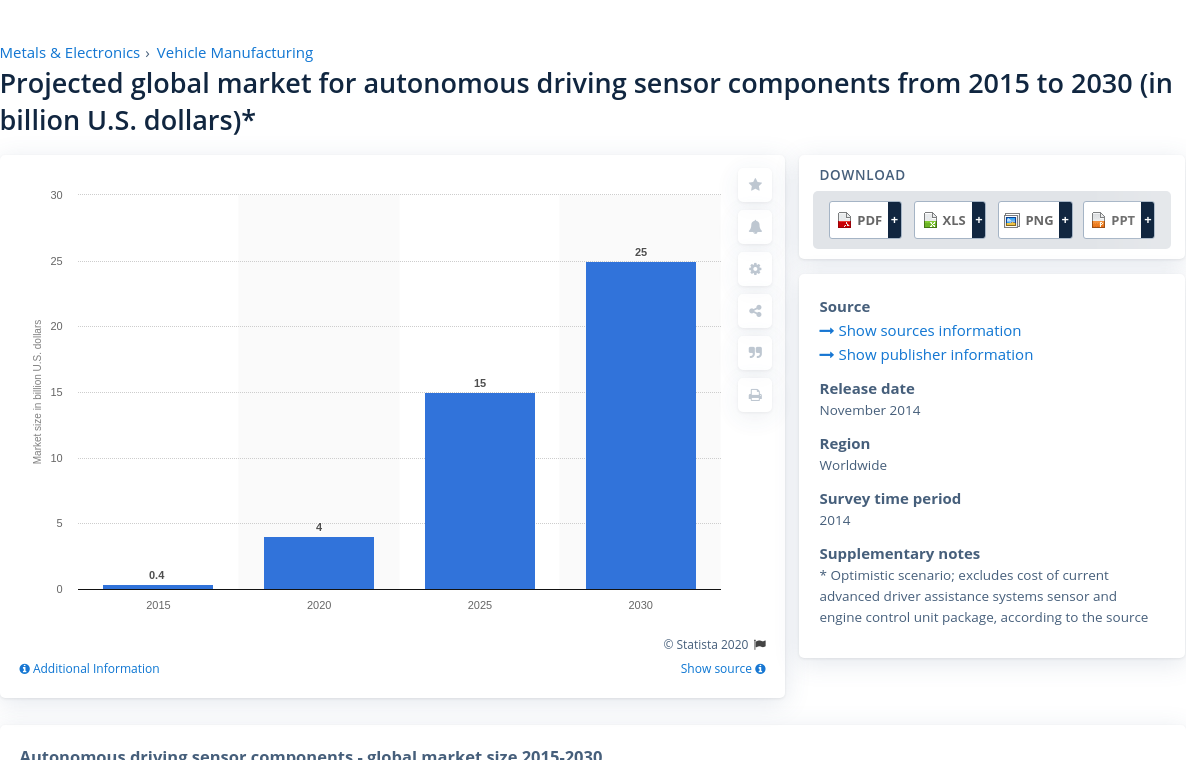 Metals & Electronics › Vehicle Manufacturing
Projected global market for autonomous driving sensor components from 2015 to 2030 (in
billion U.S. dollars)*
30
25
20
15
10
5
0
Market size in billion U.S. dollars
0.4
4
15
25
2015
2020
2025
2030
© Statista 2020
Additional Information
Show source
DOWNLOAD
PDF +
XLS +
PNG +
PPT +
Source
Show sources information
Show publisher information
Release date
November 2014
Region
Worldwide
Survey time period
2014
Supplementary notes
* Optimistic scenario; excludes cost of current
advanced driver assistance systems sensor and
engine control unit package, according to the source
Autonomous driving sensor components - global market size 2015-2030